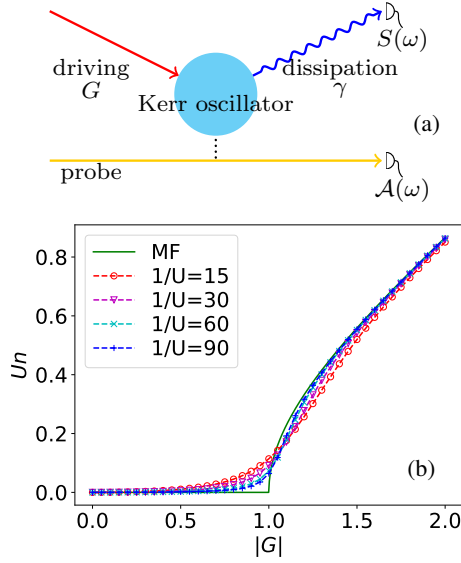 driving
G
Kerr oscillator
dissipation
γ
S(ω)
(a)
probe
A(ω)
MF
1/U=15
1/U=30
1/U=60
1/U=90
Un
0.8
0.6
0.4
0.2
0.0
(b)
0.0 0.5 1.0 1.5 2.0
|G|